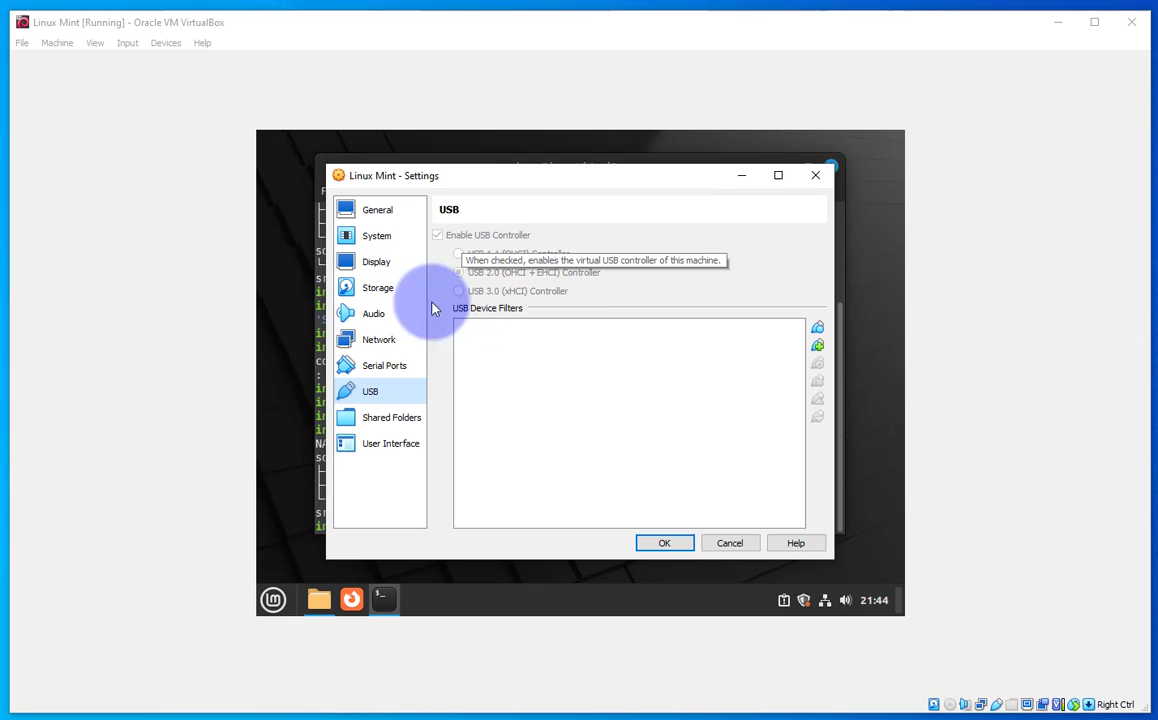 Linux Mint [Running] - Oracle VM VirtualBox
File Machine View Input Devices Help
Linux Mint - Settings
General
System
Display
Storage
Audio
Network
Serial Ports
USB
Shared Folders
User Interface
USB
Enable USB Controller
When checked, enables the virtual USB controller of this machine.
USB 2.0 (OHCI + EHCI) Controller
USB 3.0 (xHCI) Controller
USB Device Filters
OK Cancel Help
21:44
Right Ctrl